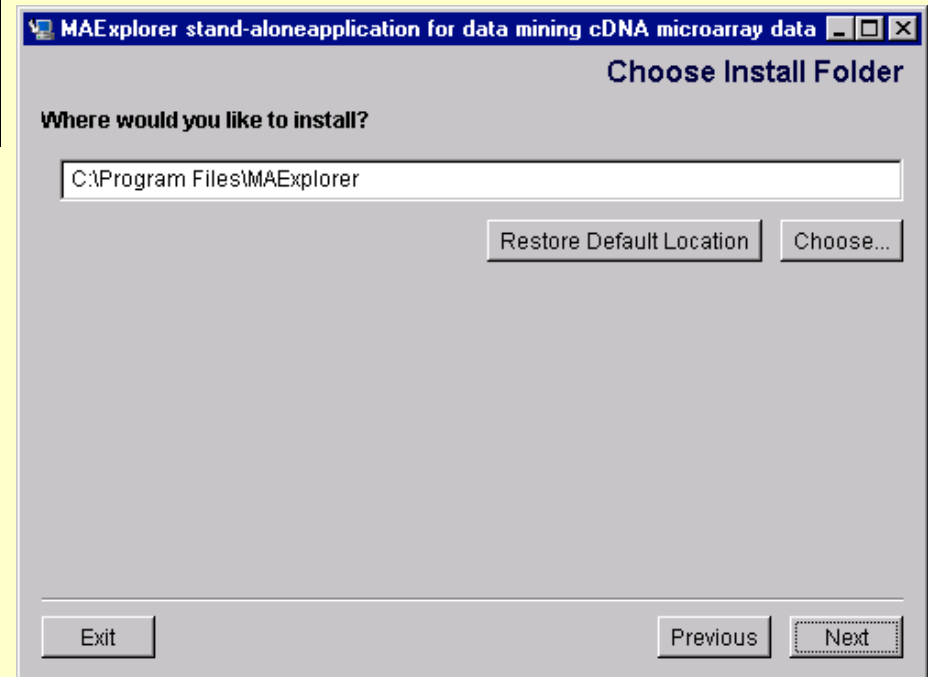 MAExplorer stand-aloneapplication for data mining cDNA microarray data
Choose Install Folder
Where would you like to install?
C:\Program Files\MAExplorer
Restore Default Location Choose...
Exit Previous Next